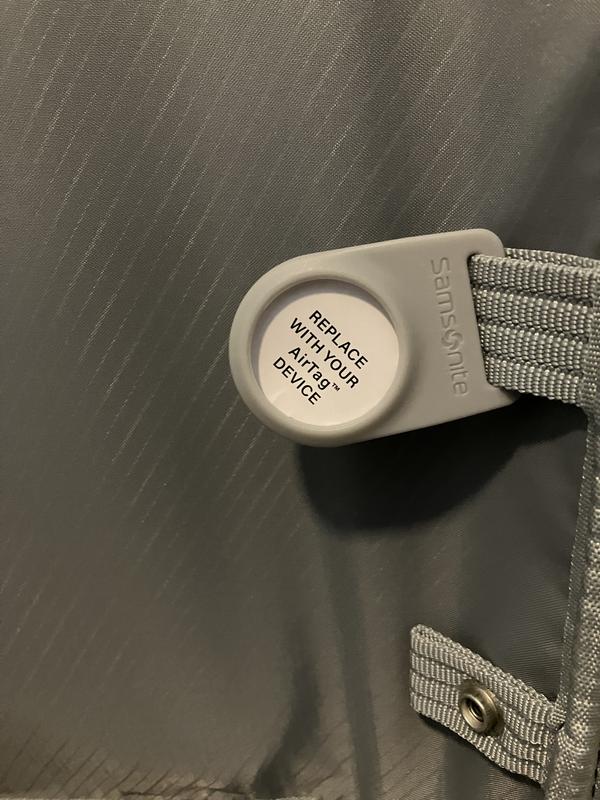 REPLACE
WITH YOUR
AirTag™
DEVICE
Samsonite